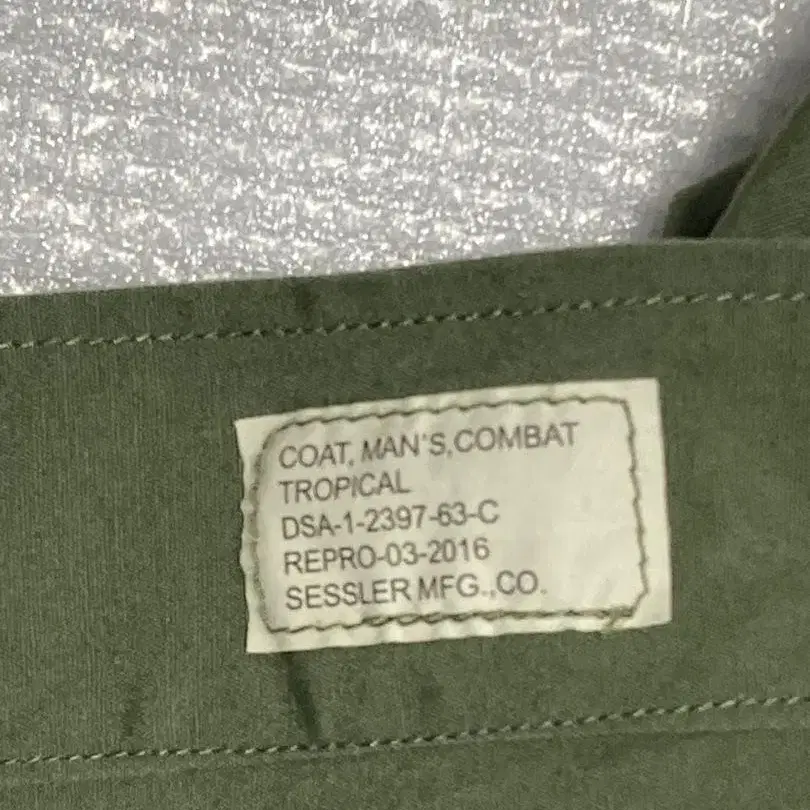 COAT, MAN'S, COMBAT
TROPICAL
DSA-1-2397-63-C
REPRO-03-2016
SESSLER MFG.,CO.